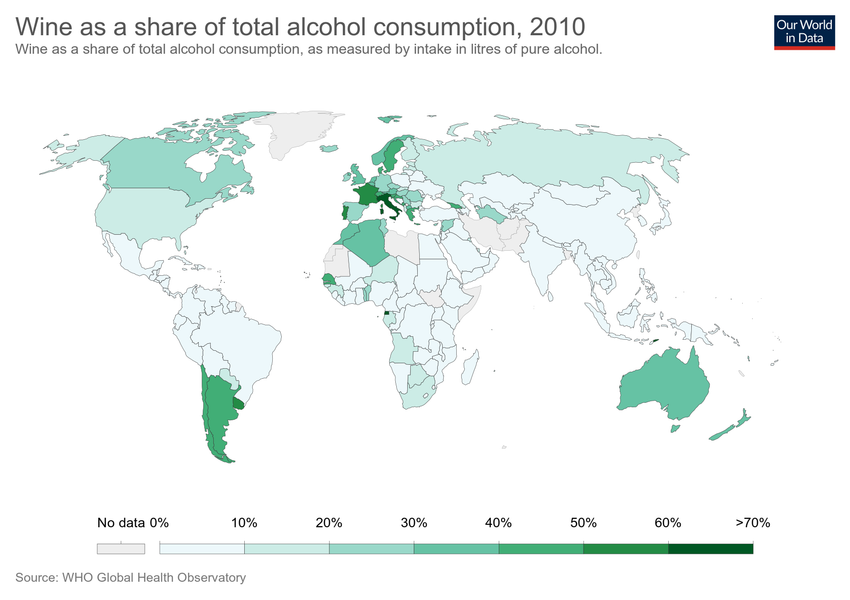 Wine as a share of total alcohol consumption, 2010
Our World
in Data
Wine as a share of total alcohol consumption, as measured by intake in litres of pure alcohol.
No data 0% 10% 20% 30% 40% 50% 60% >70%
Source: WHO Global Health Observatory